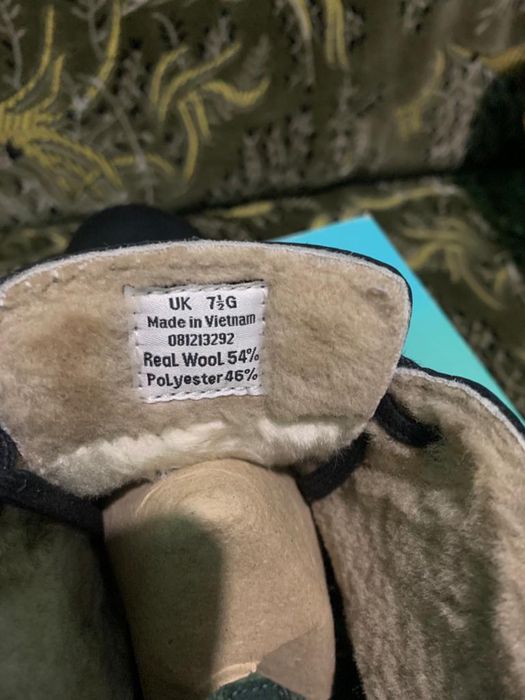 UK 7½G
Made in Vietnam
081213292
Real Wool 54%
Polyester 46%